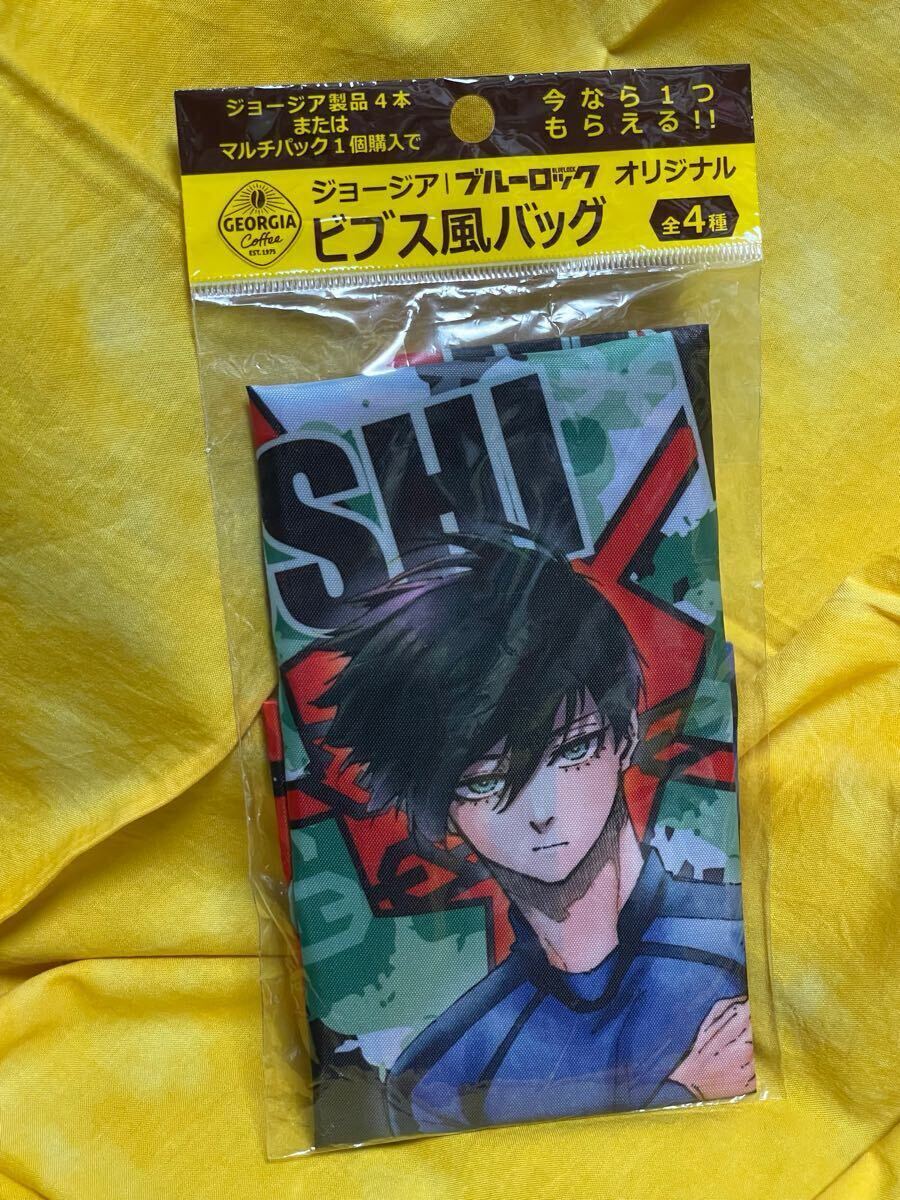 ジョージア製品4本
または
マルチパック1個購入で
今なら1つ
もらえる!!
GEORGIA
Coffee
EST. 1975
ジョージア|ブルーロック オリジナル
BLUELOCK
ビブス風バッグ
全4種
SHI